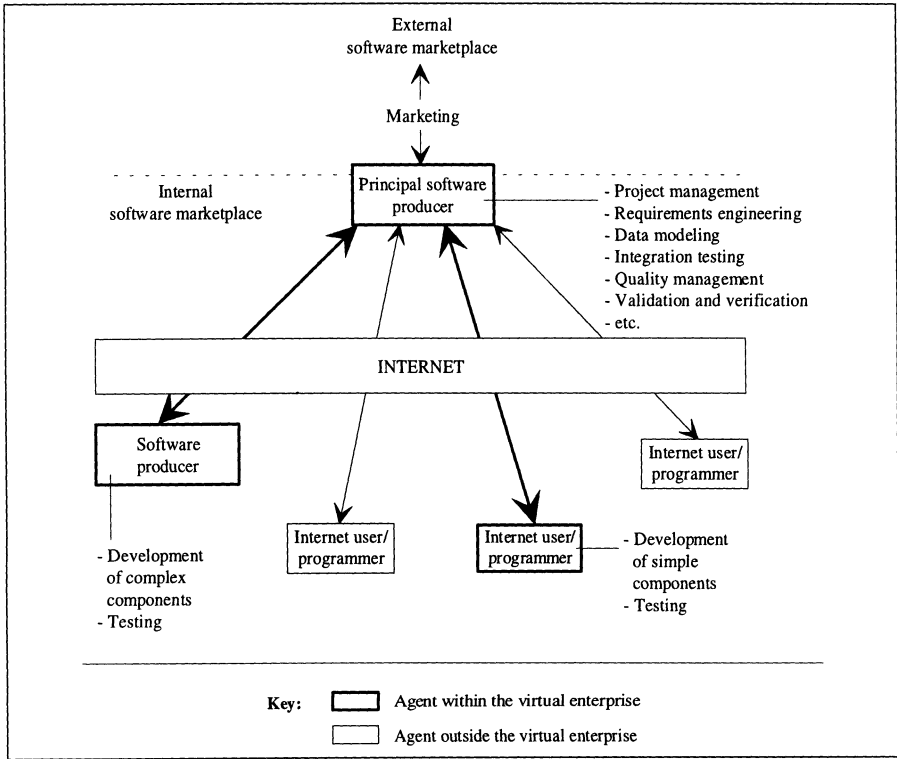 External
software marketplace
Marketing
Principal software
producer
Internal
software marketplace
- Project management
- Requirements engineering
- Data modeling
- Integration testing
- Quality management
- Validation and verification
- etc.
INTERNET
Software
producer
Internet user/
programmer
Internet user/
programmer
Internet user/
programmer
- Development
of complex
components
- Testing
- Development
of simple
components
- Testing
Key:
Agent within the virtual enterprise
Agent outside the virtual enterprise